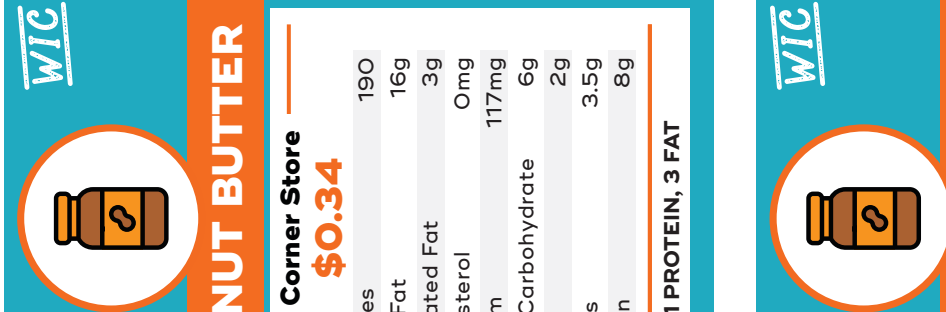 WIC
NUT BUTTER
Corner Store
$0.34
es 190
Fat 16g
ated Fat 3g
sterol 0mg
m 117mg
Carbohydrate 6g
2g
s 3.5g
n 8g
1 PROTEIN, 3 FAT
WIC